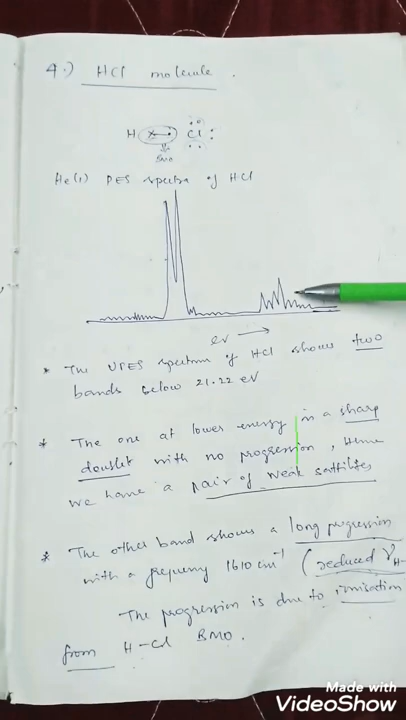 4.) HCl molecule.
H Cl
BMO
He(I) PES spectra of HCl
eV
* The UPES spectrum of HCl shows two
bands below 21.22 eV
* The one at lower energy is a sharp
doublet with no progression, Hence
we have a pair of weak satllites
* The other band shows a long progression
with a frequency 1610 cm⁻¹ (reduced νH-
The progression is due to ionisation
from H-Cl BMO.
Made with
VideoShow